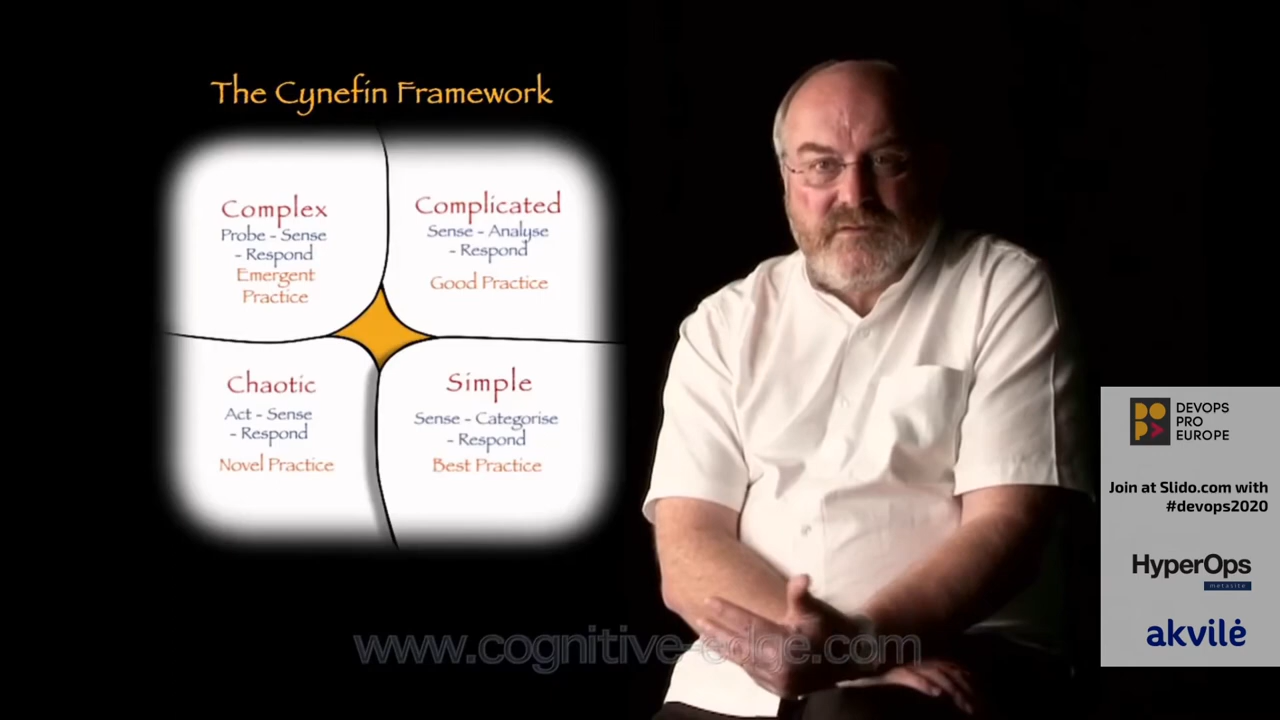 The Cynefin Framework
Complex
Probe - Sense
- Respond
Emergent
Practice
Complicated
Sense - Analyse
- Respond
Good Practice
Chaotic
Act - Sense
- Respond
Novel Practice
Simple
Sense - Categorise
- Respond
Best Practice
www.cognitive-edge.com
DEVOPS
PRO
EUROPE
Join at Slido.com with
#devops2020
HyperOps
metasite
akvilė